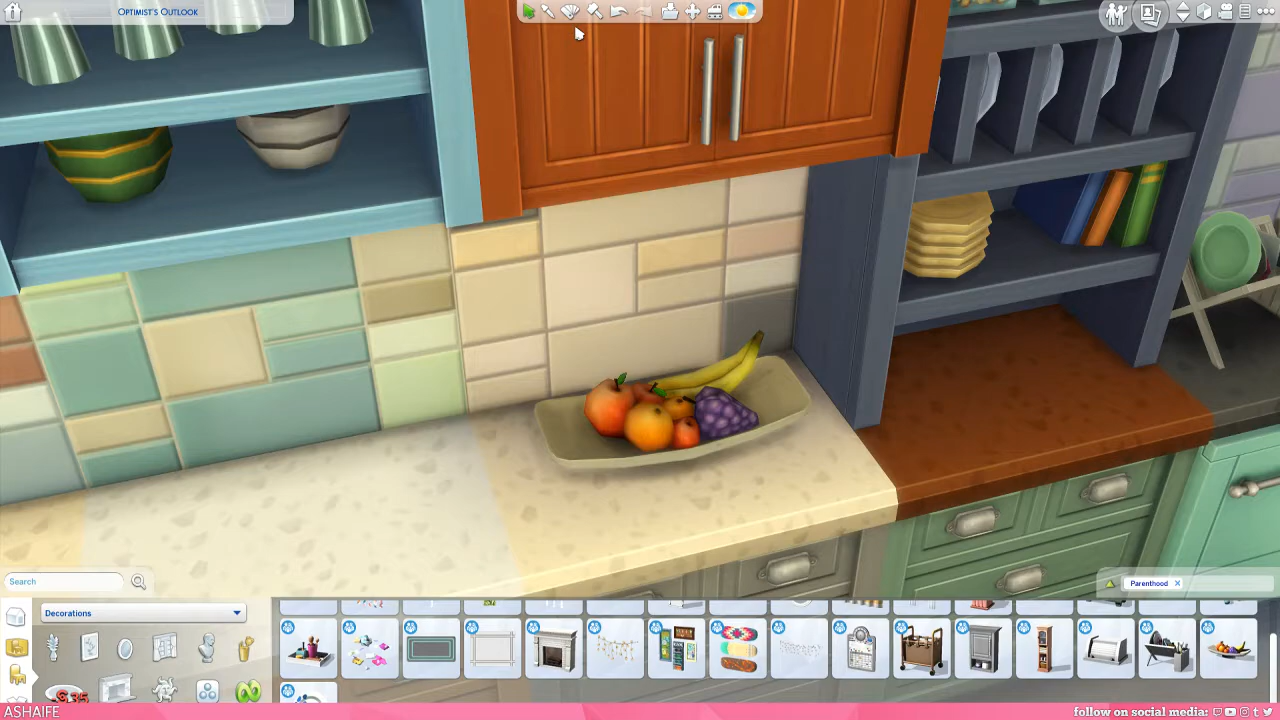 OPTIMIST'S OUTLOOK
Search
Parenthood
Decorations
ASHAIFE
follow on social media: